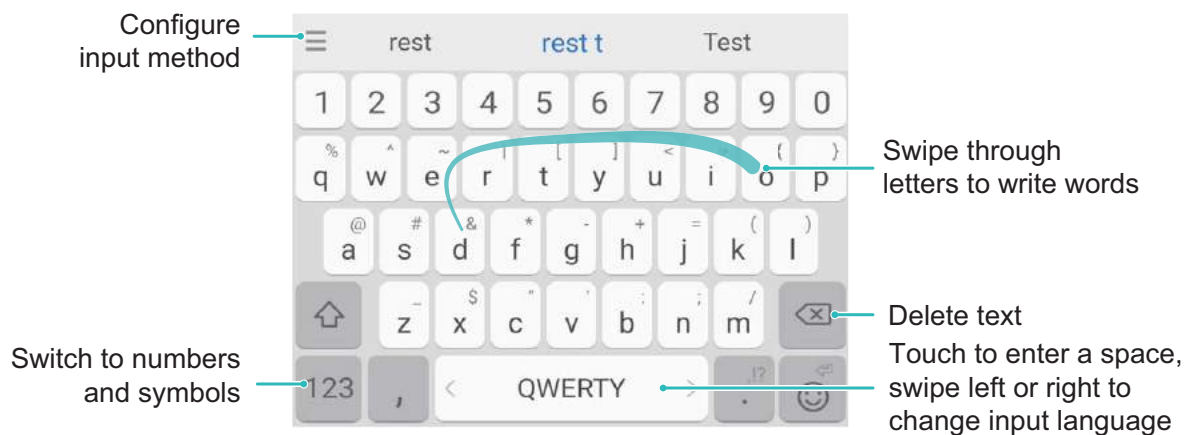 Configure
input method
rest rest t Test
1 2 3 4 5 6 7 8 9 0
% ^ ~ | [ ] < { }
q w e r t y u i o p
Swipe through
letters to write words
@ # & * - + = ( )
a s d f g h j k l
_ $ " ' : ; /
z x c v b n m
Delete text
Switch to numbers
and symbols
123 , < QWERTY > ,!? .
Touch to enter a space,
swipe left or right to
change input language